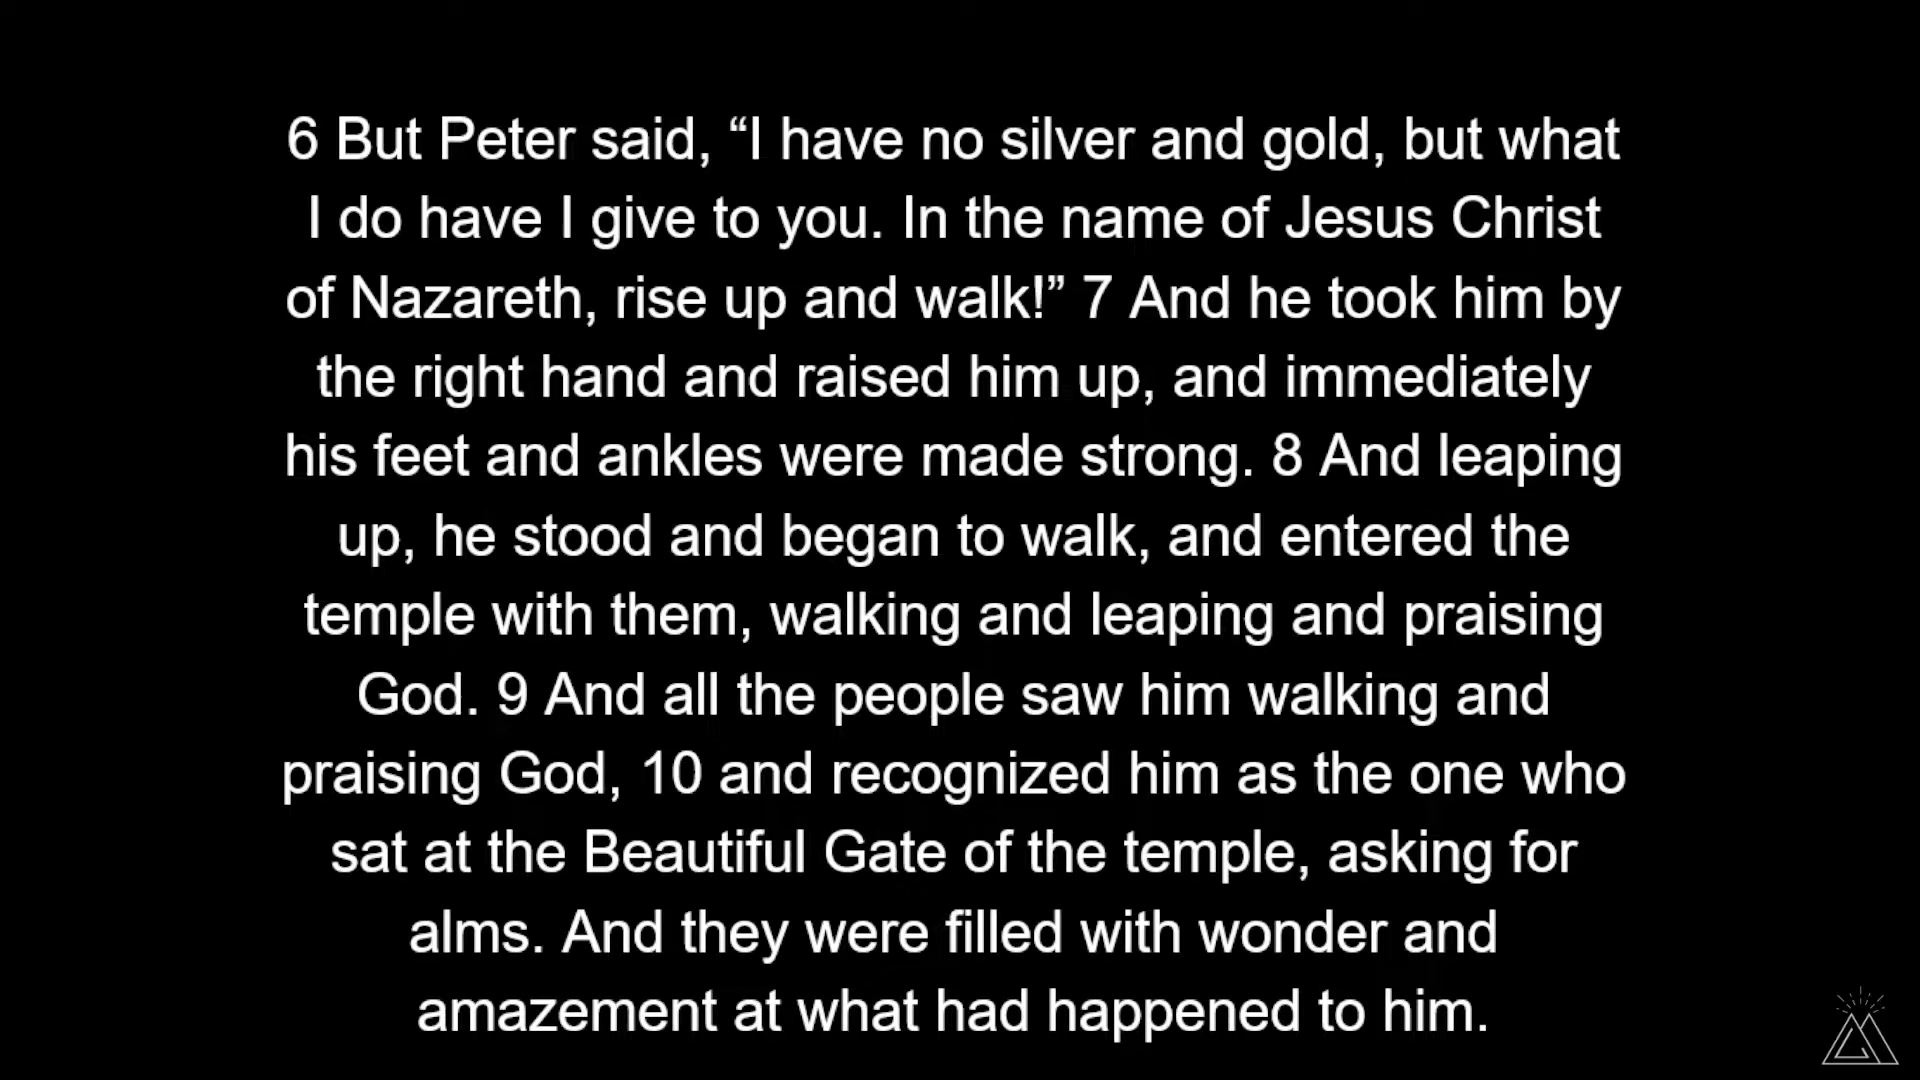 6 But Peter said, “I have no silver and gold, but what
I do have I give to you. In the name of Jesus Christ
of Nazareth, rise up and walk!” 7 And he took him by
the right hand and raised him up, and immediately
his feet and ankles were made strong. 8 And leaping
up, he stood and began to walk, and entered the
temple with them, walking and leaping and praising
God. 9 And all the people saw him walking and
praising God, 10 and recognized him as the one who
sat at the Beautiful Gate of the temple, asking for
alms. And they were filled with wonder and
amazement at what had happened to him.